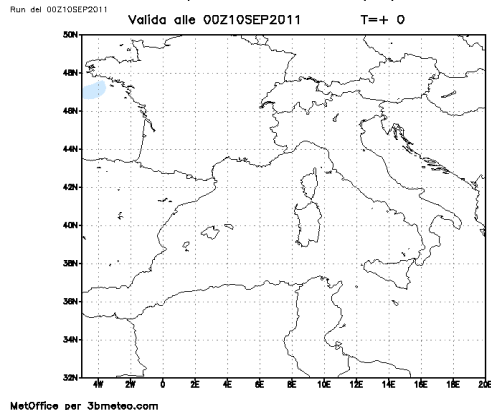 Run del 00Z10SEP2011
Valida alle 00Z10SEP2011 T=+ 0
50N
48N
46N
44N
42N
40N
38N
36N
34N
32N
4W 2W 0 2E 4E 6E 8E 10E 12E 14E 16E 18E 20E
MetOffice per 3bmeteo.com